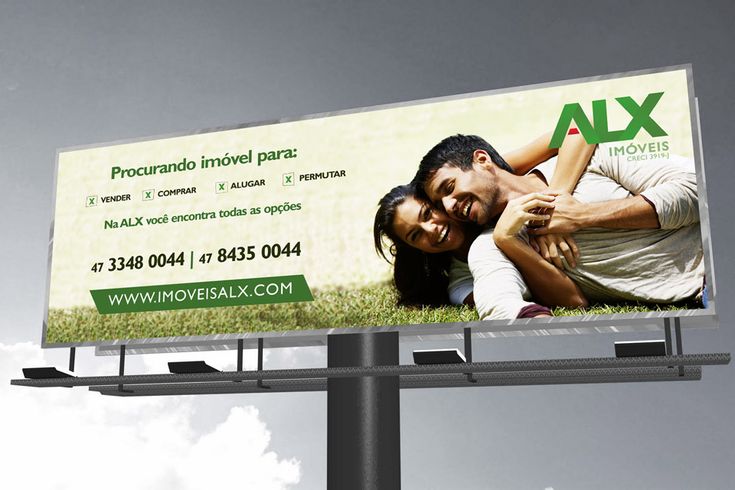 ALX
IMÓVEIS
CRECI 3919-J
Procurando imóvel para:
X VENDER X COMPRAR X ALUGAR X PERMUTAR
Na ALX você encontra todas as opções
47 3348 0044 | 47 8435 0044
WWW.IMOVEISALX.COM